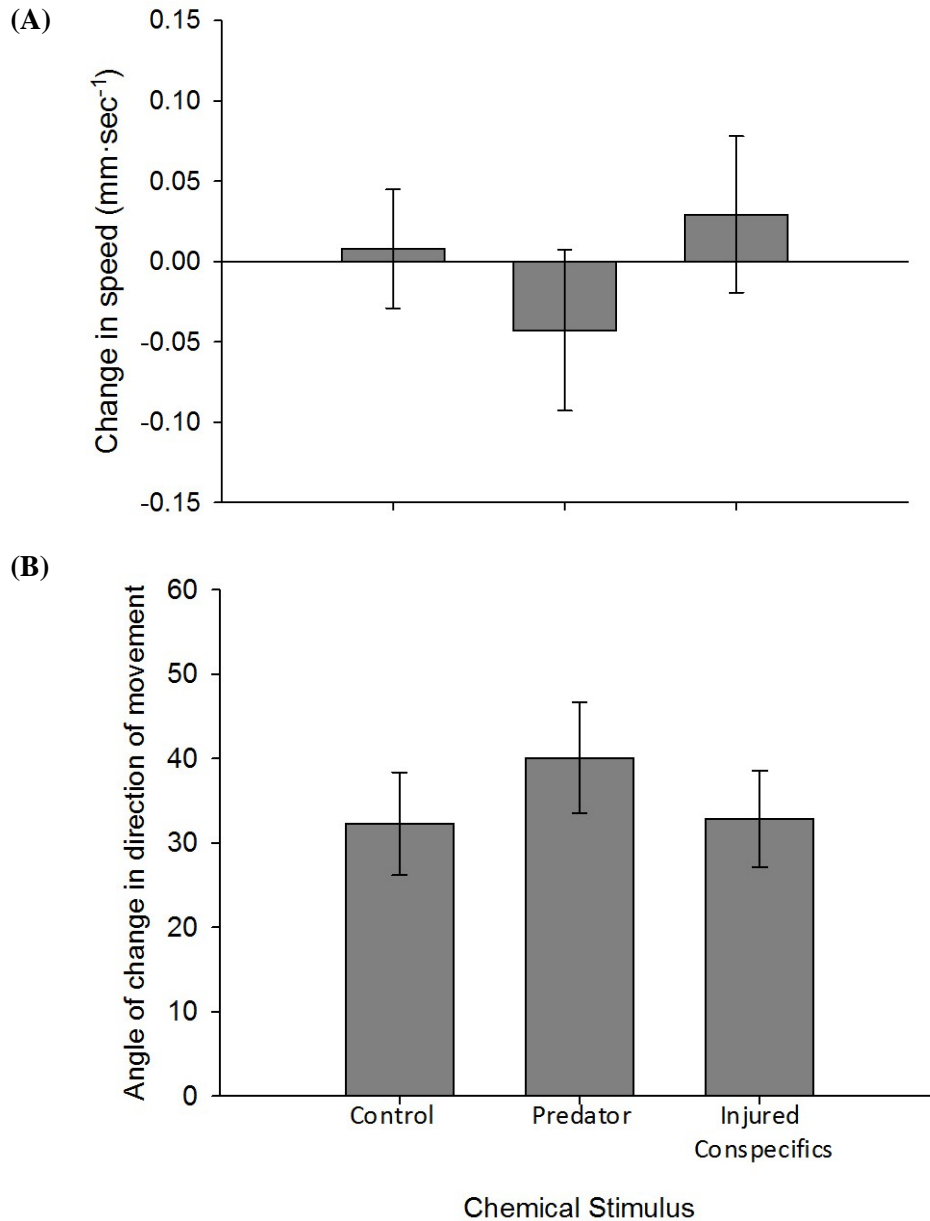 (A)
Change in speed (mm·sec⁻¹)
0.15
0.10
0.05
0.00
-0.05
-0.10
-0.15
(B)
Angle of change in direction of movement
60
50
40
30
20
10
0
Control Predator Injured
Conspecifics
Chemical Stimulus